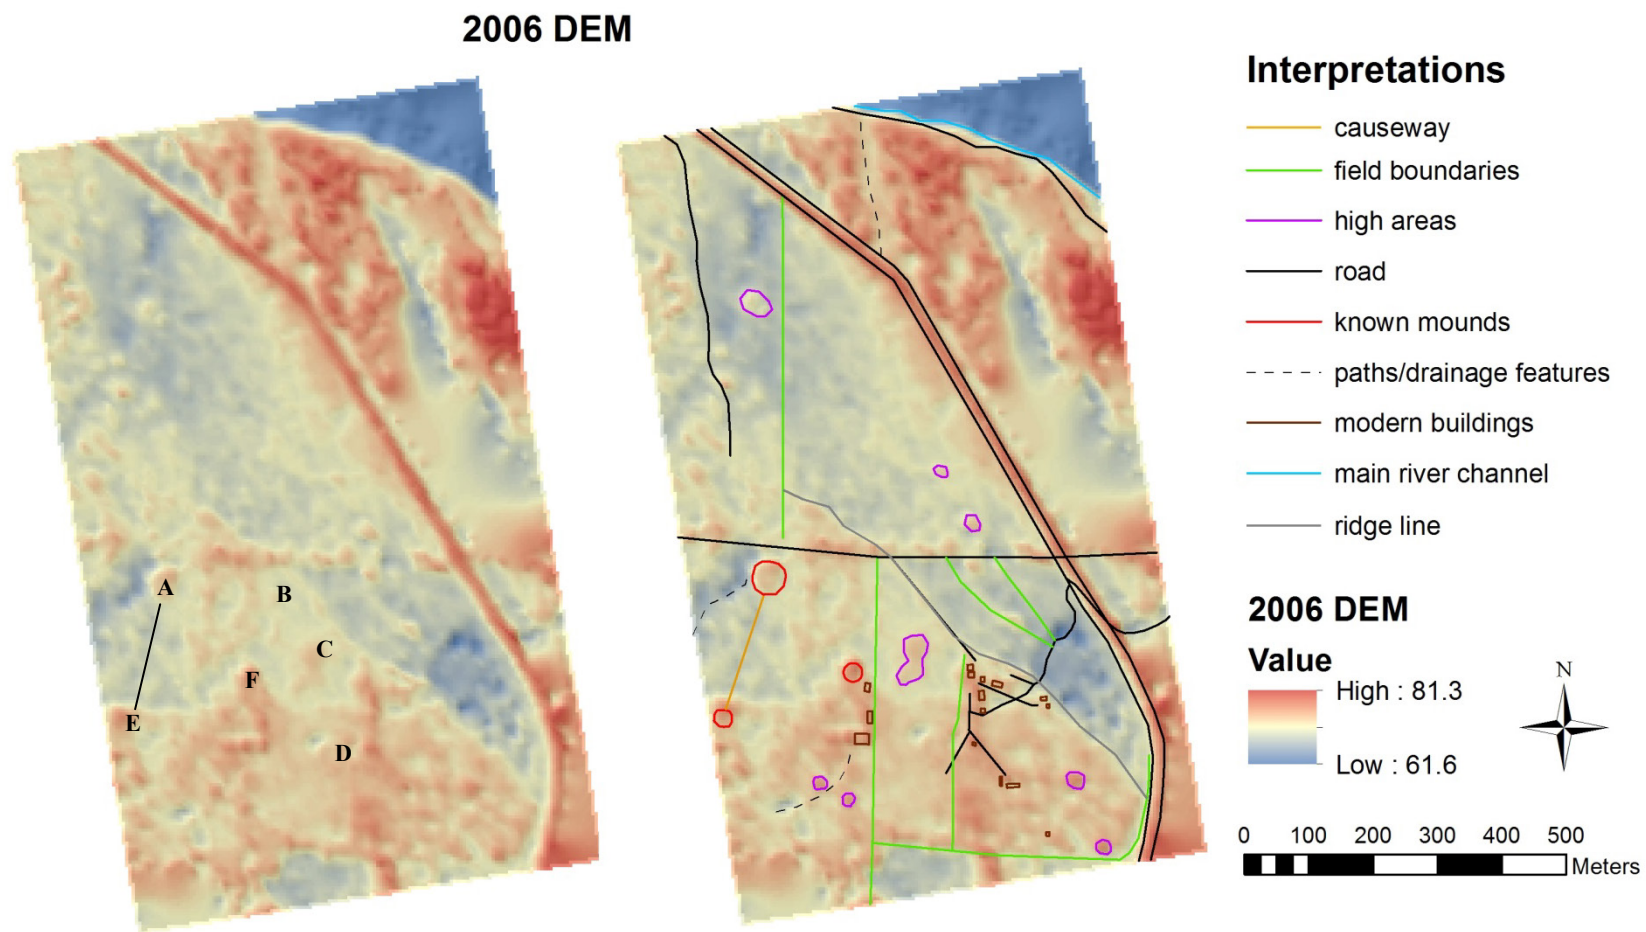 2006 DEM
A
B
C
F
E
D
Interpretations
causeway
field boundaries
high areas
road
known mounds
paths/drainage features
modern buildings
main river channel
ridge line
2006 DEM
Value
High : 81.3
Low : 61.6
N
0 100 200 300 400 500
Meters